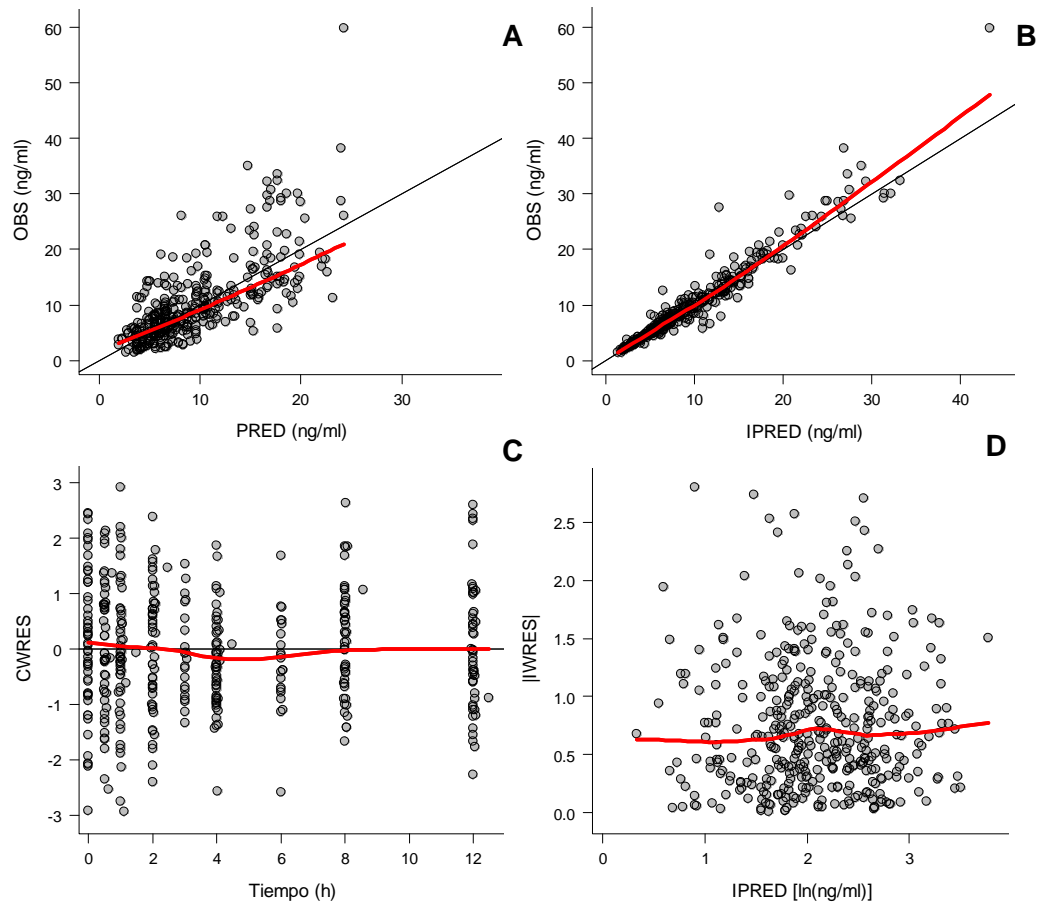 A
OBS (ng/ml)
60
50
40
30
20
10
0
0 10 20 30
PRED (ng/ml)
B
OBS (ng/ml)
60
50
40
30
20
10
0
0 10 20 30 40
IPRED (ng/ml)
C
CWRES
3
2
1
0
-1
-2
-3
0 2 4 6 8 10 12
Tiempo (h)
D
|IWRES|
2.5
2.0
1.5
1.0
0.5
0.0
0 1 2 3
IPRED [ln(ng/ml)]